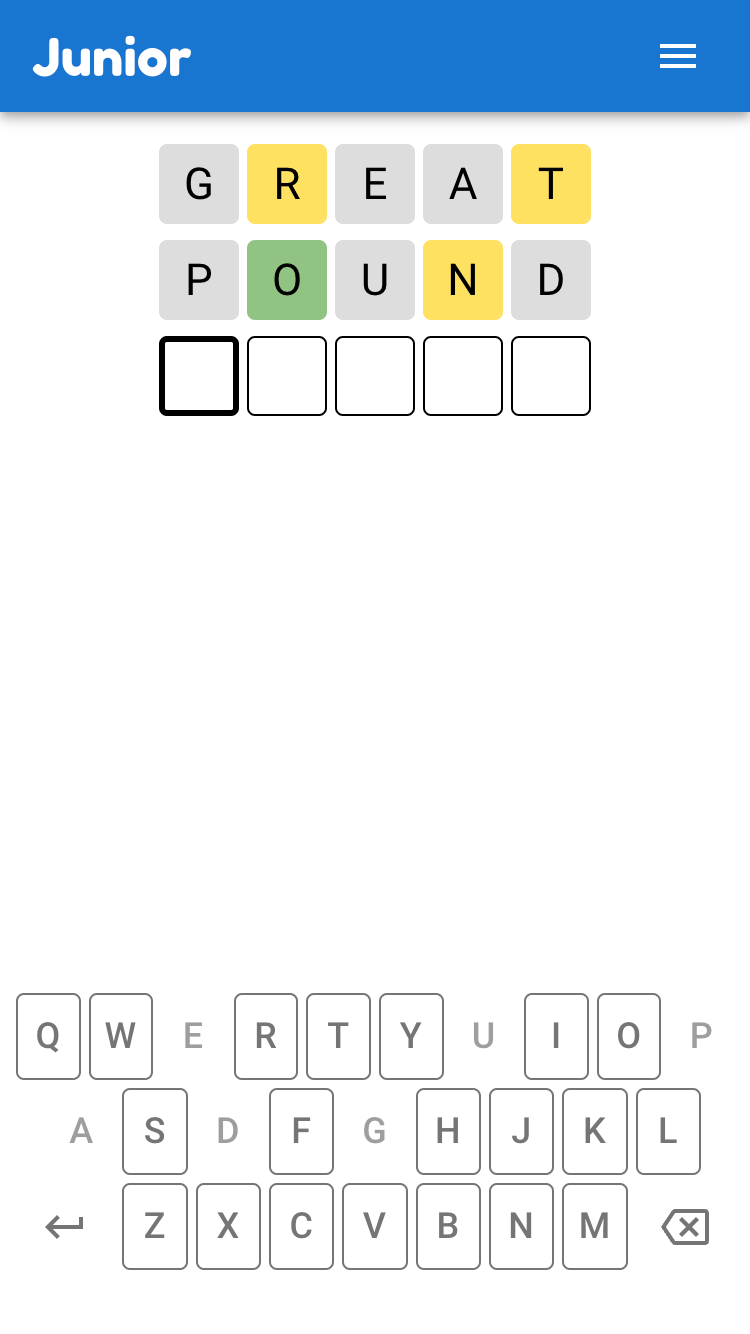 Junior
G R E A T
P O U N D
Q W E R T Y U I O P
A S D F G H J K L
Z X C V B N M